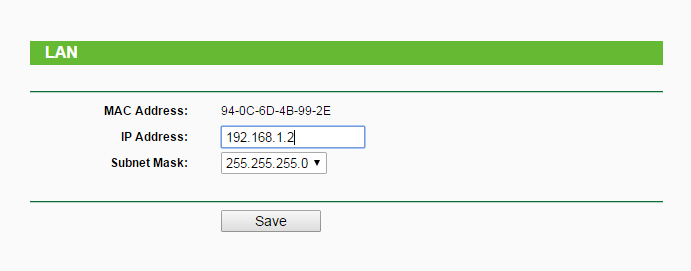 LAN
MAC Address: 94-0C-6D-4B-99-2E
IP Address: 192.168.1.2
Subnet Mask: 255.255.255.0
Save